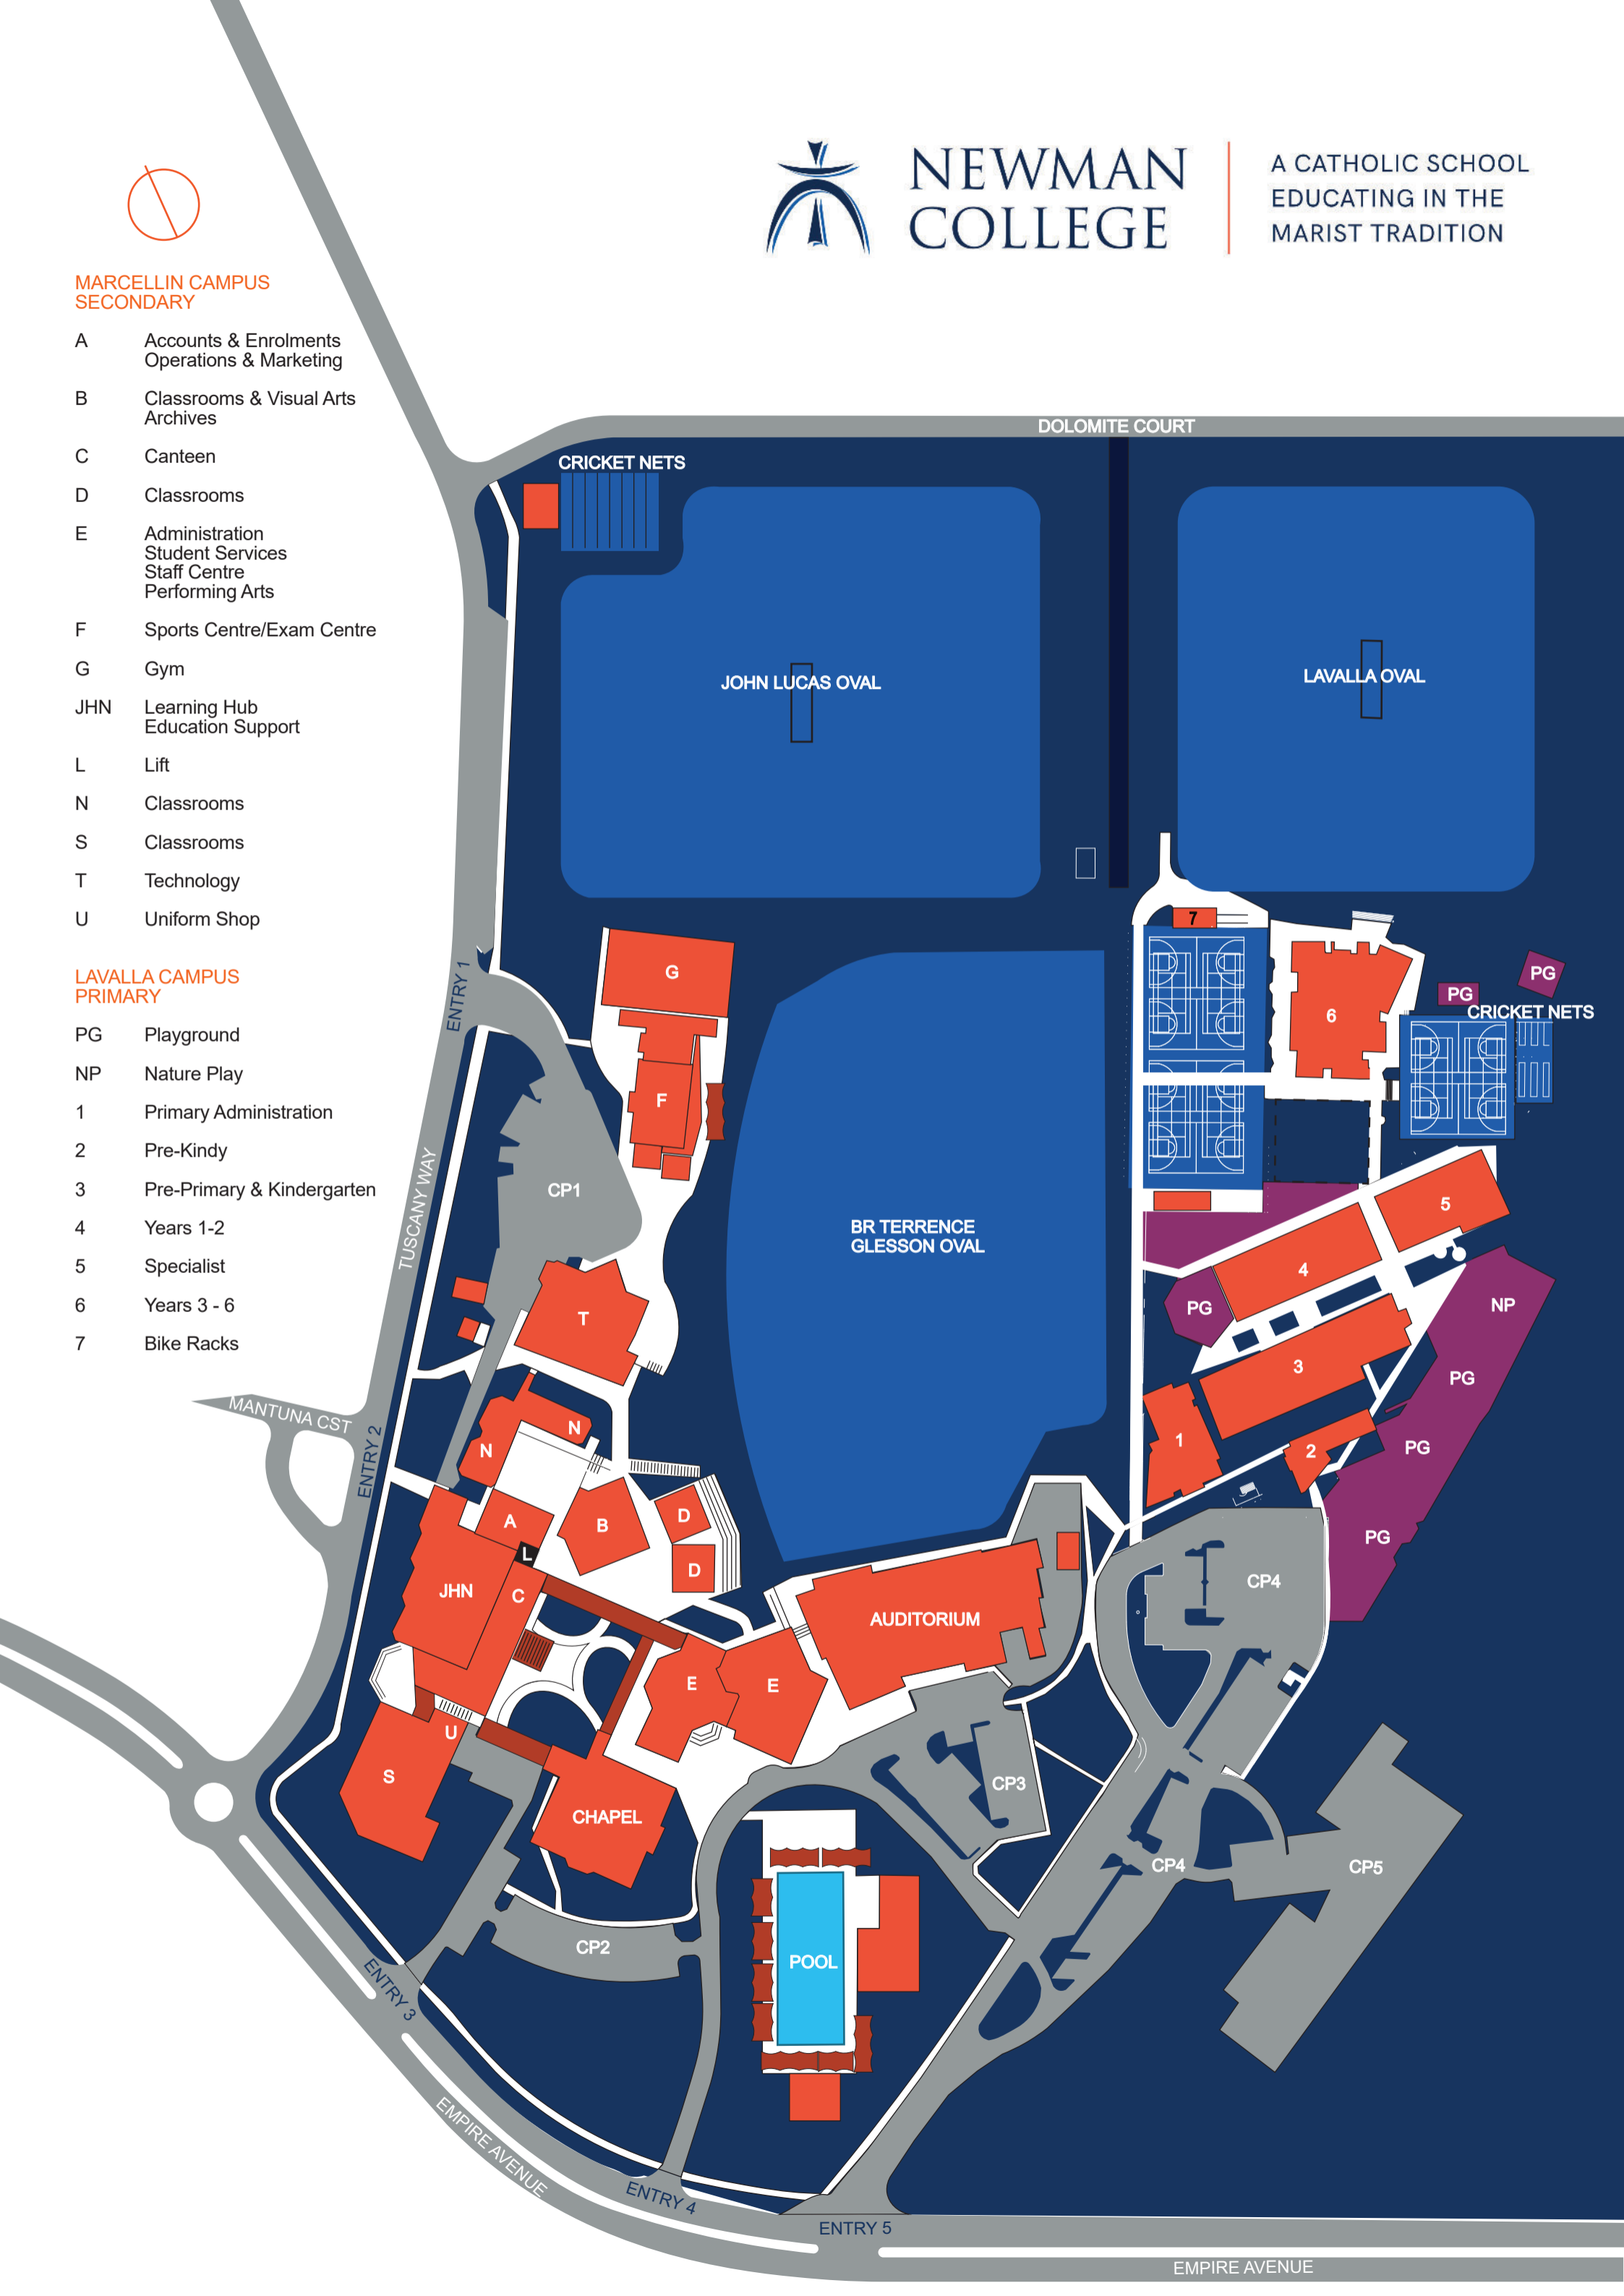 NEWMAN
COLLEGE
A CATHOLIC SCHOOL
EDUCATING IN THE
MARIST TRADITION
MARCELLIN CAMPUS
SECONDARY
A Accounts & Enrolments
Operations & Marketing
B Classrooms & Visual Arts
Archives
C Canteen
D Classrooms
E Administration
Student Services
Staff Centre
Performing Arts
F Sports Centre/Exam Centre
G Gym
JHN Learning Hub
Education Support
L Lift
N Classrooms
S Classrooms
T Technology
U Uniform Shop
LAVALLA CAMPUS
PRIMARY
PG Playground
NP Nature Play
1 Primary Administration
2 Pre-Kindy
3 Pre-Primary & Kindergarten
4 Years 1-2
5 Specialist
6 Years 3 - 6
7 Bike Racks
DOLOMITE COURT
CRICKET NETS
JOHN LUCAS OVAL
LAVALLA OVAL
7
G
6
PG
PG
CRICKET NETS
ENTRY 1
F
TUSCANY WAY
CP1
5
BR TERRENCE
GLESSON OVAL
4
PG
NP
T
3
PG
MANTUNA CST
ENTRY 2
N
N
1
2
PG
A
B
D
PG
L
D
JHN
C
CP4
AUDITORIUM
E
E
U
S
CP3
CHAPEL
CP4
CP5
CP2
POOL
ENTRY 3
EMPIRE AVENUE
ENTRY 4
ENTRY 5
EMPIRE AVENUE